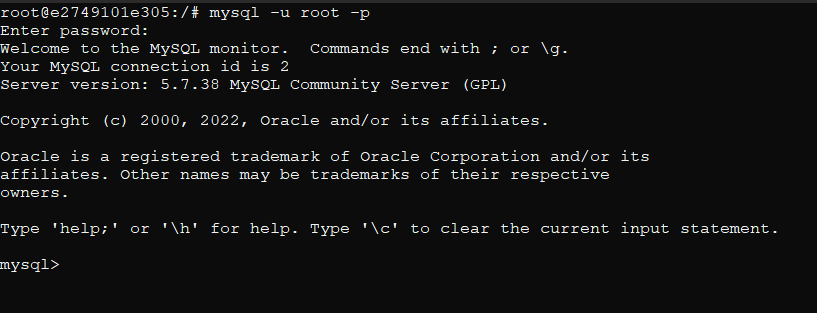 root@e2749101e305:/# mysql -u root -p
Enter password:
Welcome to the MySQL monitor.  Commands end with ; or \g.
Your MySQL connection id is 2
Server version: 5.7.38 MySQL Community Server (GPL)
Copyright (c) 2000, 2022, Oracle and/or its affiliates.
Oracle is a registered trademark of Oracle Corporation and/or its
affiliates. Other names may be trademarks of their respective
owners.
Type 'help;' or '\h' for help. Type '\c' to clear the current input statement.
mysql>